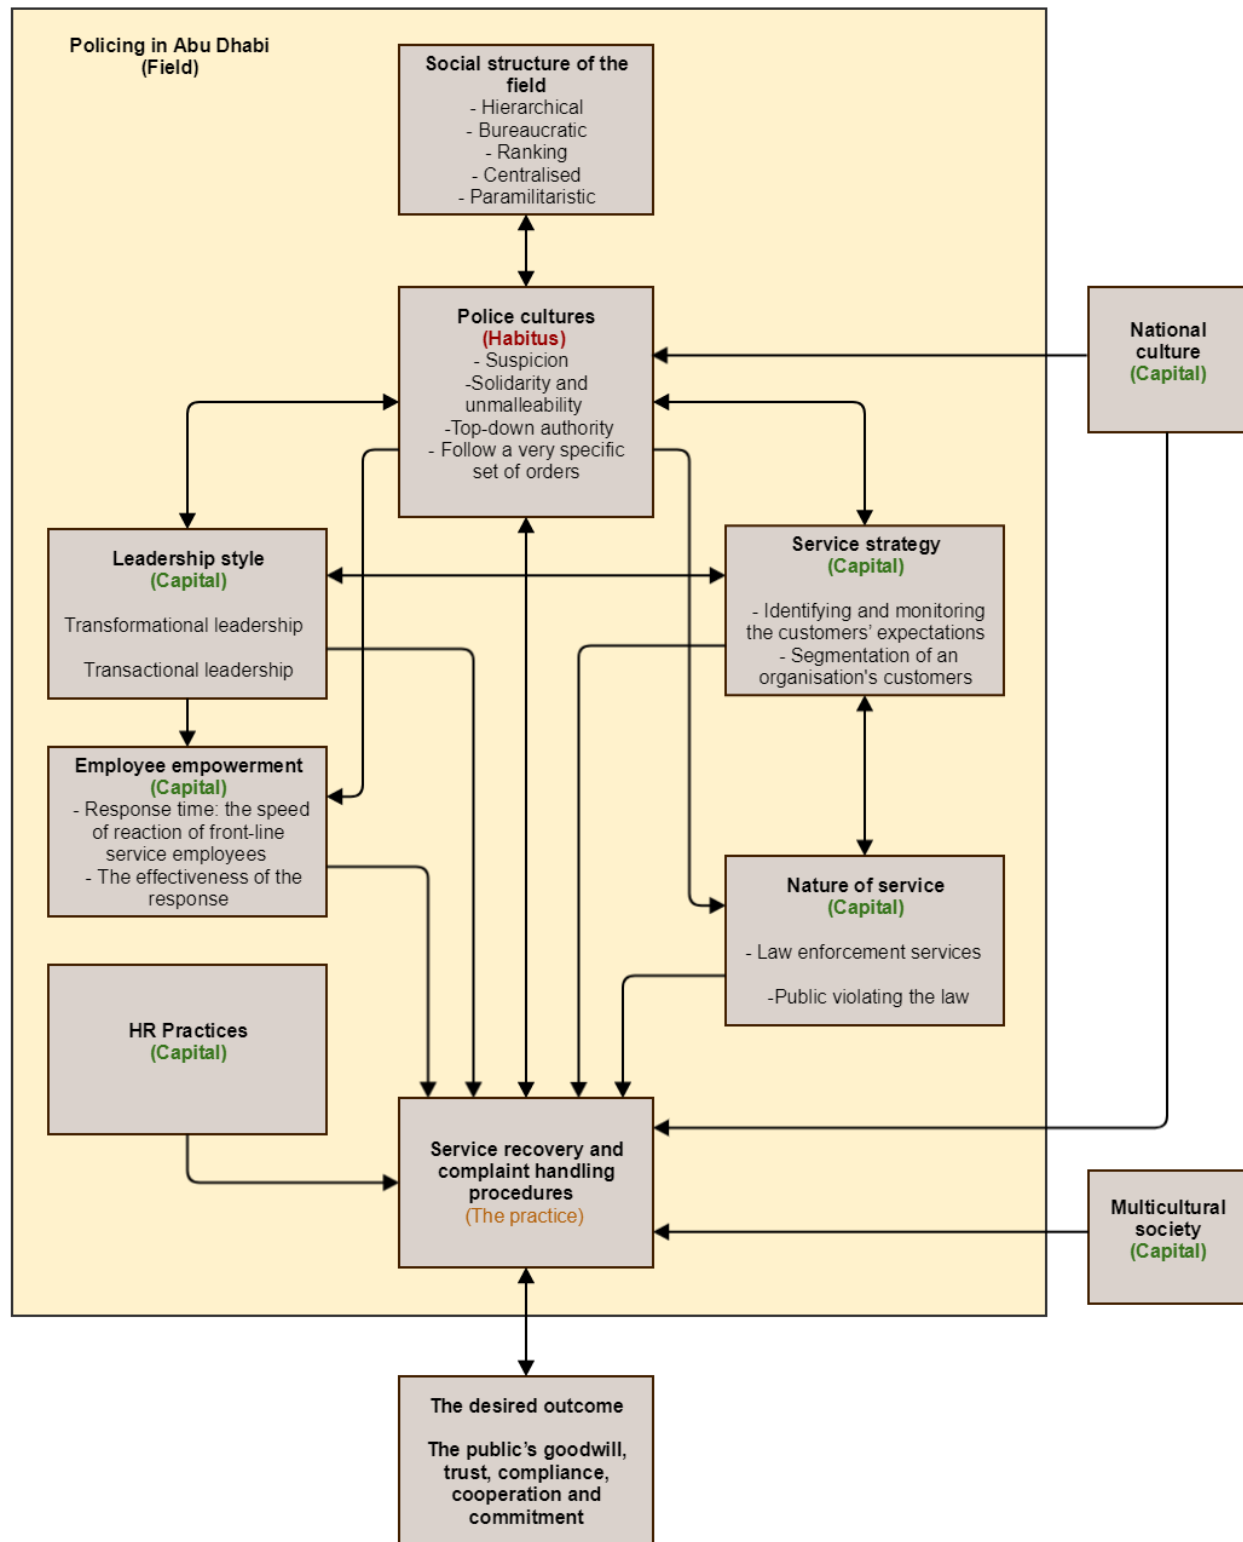 Policing in Abu Dhabi
(Field)
Social structure of the
field
- Hierarchical
- Bureaucratic
- Ranking
- Centralised
- Paramilitaristic
Police cultures
(Habitus)
- Suspicion
-Solidarity and
unmalleability
-Top-down authority
- Follow a very specific
set of orders
National
culture
(Capital)
Leadership style
(Capital)
Transformational leadership
Transactional leadership
Service strategy
(Capital)
- Identifying and monitoring
the customers’ expectations
- Segmentation of an
organisation's customers
Employee empowerment
(Capital)
- Response time: the speed
of reaction of front-line
service employees
- The effectiveness of the
response
Nature of service
(Capital)
- Law enforcement services
-Public violating the law
HR Practices
(Capital)
Service recovery and
complaint handling
procedures
(The practice)
Multicultural
society
(Capital)
The desired outcome
The public’s goodwill,
trust, compliance,
cooperation and
commitment